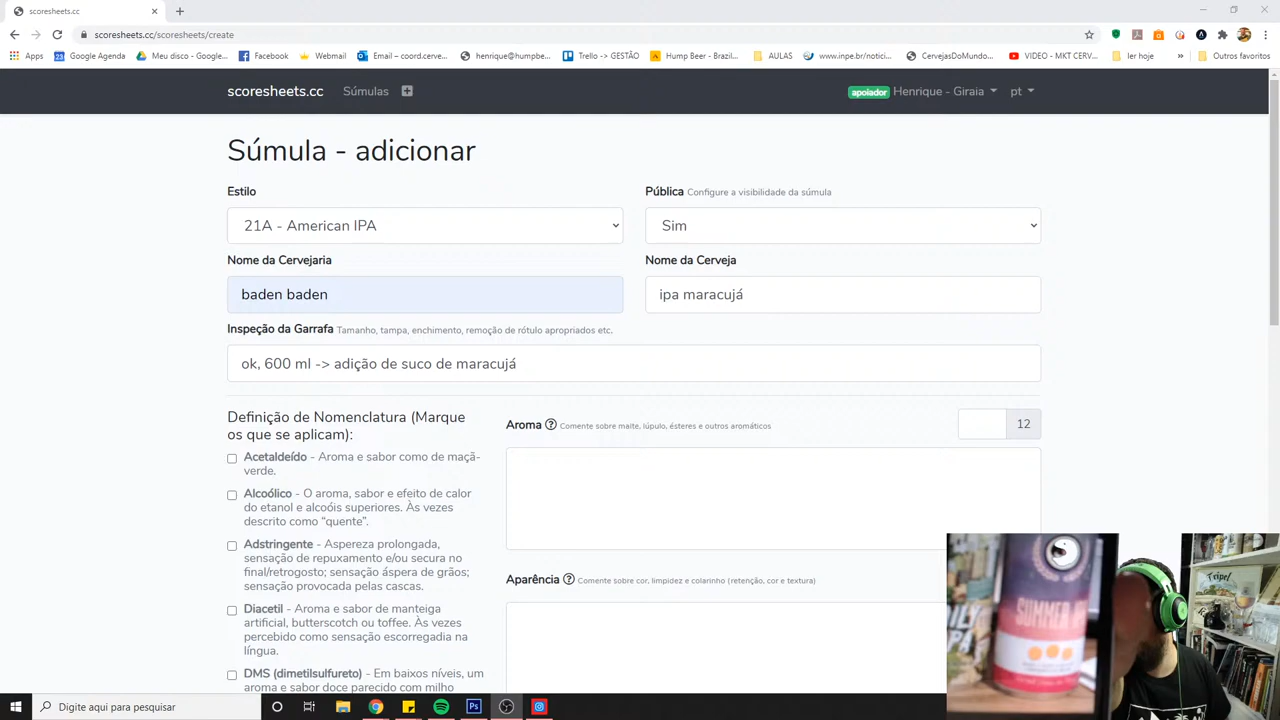 scoresheets.cc
scoresheets.cc/scoresheets/create
Apps
Google Agenda
Meu disco - Google...
Facebook
Webmail
Email – coord.cerve...
henrique@humpbe...
Trello -> GESTÃO
Hump Beer - Brazil...
AULAS
www.inpe.br/notici...
CervejasDoMundo...
VIDEO - MKT CERV...
ler hoje
»
Outros favoritos
scoresheets.cc
Súmulas
apoiador Henrique - Giraia
pt
Súmula - adicionar
Estilo
Pública Configure a visibilidade da súmula
21A - American IPA
Sim
Nome da Cervejaria
Nome da Cerveja
baden baden
ipa maracujá
Inspeção da Garrafa Tamanho, tampa, enchimento, remoção de rótulo apropriados etc.
ok, 600 ml -> adição de suco de maracujá
Definição de Nomenclatura (Marque
os que se aplicam):
Acetaldeído - Aroma e sabor como de maçã-
verde.
Alcoólico - O aroma, sabor e efeito de calor
do etanol e alcoóis superiores. Às vezes
descrito como “quente”.
Adstringente - Aspereza prolongada,
sensação de repuxamento e/ou secura no
final/retrogosto; sensação áspera de grãos;
sensação provocada pelas cascas.
Diacetil - Aroma e sabor de manteiga
artificial, butterscotch ou toffee. Às vezes
percebido como sensação escorregadia na
língua.
DMS (dimetilsulfureto) - Em baixos níveis, um
aroma e sabor doce parecido com milho
Aroma Comente sobre malte, lúpulo, ésteres e outros aromáticos
12
Aparência Comente sobre cor, limpidez e colarinho (retenção, cor e textura)
SUMMER
Tripel
Digite aqui para pesquisar